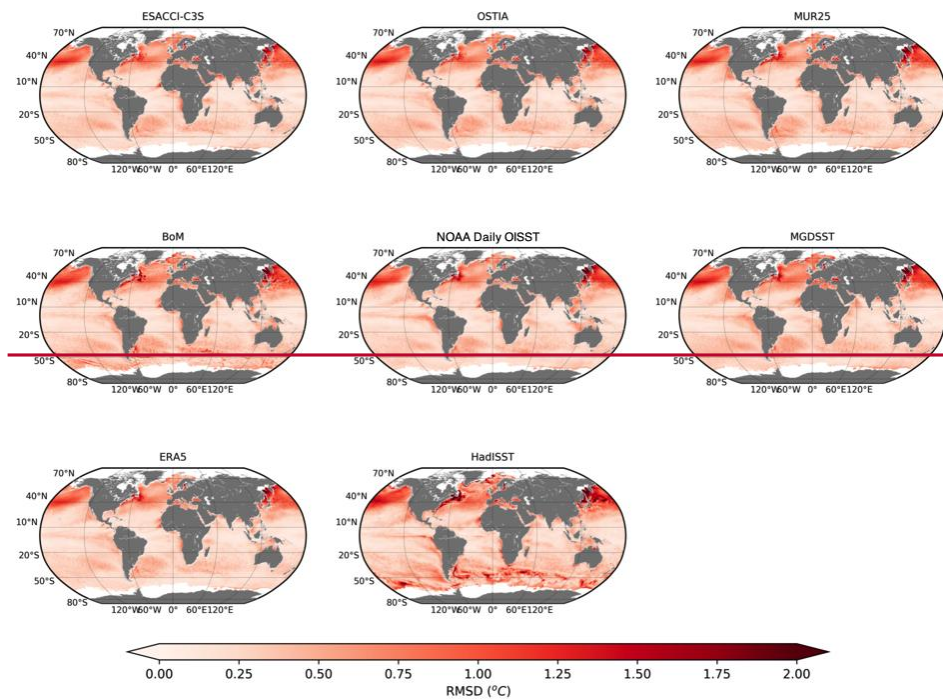 ESACCI-C3S
OSTIA
MUR25
70°N
40°N
10°N
20°S
50°S
80°S
120°W60°W 0° 60°E120°E
70°N
40°N
10°N
20°S
50°S
80°S
120°W60°W 0° 60°E120°E
70°N
40°N
10°N
20°S
50°S
80°S
120°W60°W 0° 60°E120°E
BoM
NOAA Daily OISST
MGDSST
70°N
40°N
10°N
20°S
50°S
80°S
120°W60°W 0° 60°E120°E
70°N
40°N
10°N
20°S
50°S
80°S
120°W60°W 0° 60°E120°E
70°N
40°N
10°N
20°S
50°S
80°S
120°W60°W 0° 60°E120°E
ERA5
HadISST
70°N
40°N
10°N
20°S
50°S
80°S
120°W60°W 0° 60°E120°E
70°N
40°N
10°N
20°S
50°S
80°S
120°W60°W 0° 60°E120°E
0.00 0.25 0.50 0.75 1.00 1.25 1.50 1.75 2.00
RMSD (°C)